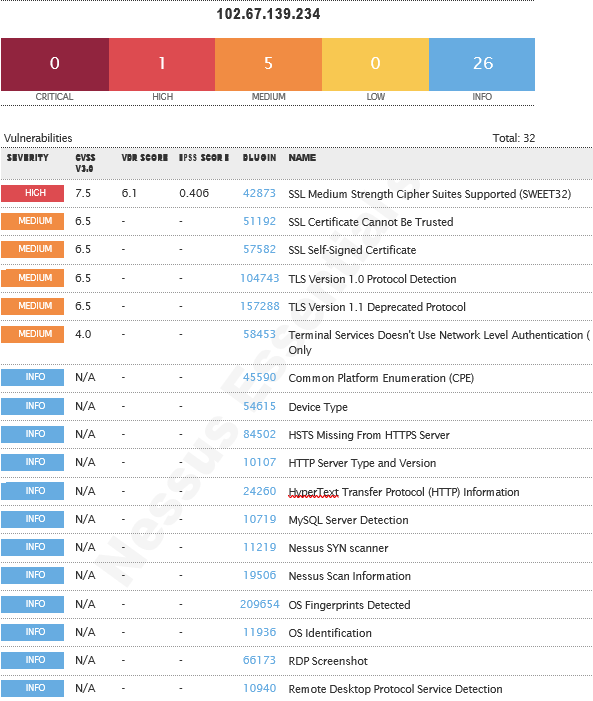 102.67.139.234
0 1 5 0 26
CRITICAL HIGH MEDIUM LOW INFO
Vulnerabilities Total: 32
SEVERITY CVSS V3.0 VPR SCORE EPSS SCORE PLUGIN NAME
HIGH 7.5 6.1 0.406 42873 SSL Medium Strength Cipher Suites Supported (SWEET32)
MEDIUM 6.5 - - 51192 SSL Certificate Cannot Be Trusted
MEDIUM 6.5 - - 57582 SSL Self-Signed Certificate
MEDIUM 6.5 - - 104743 TLS Version 1.0 Protocol Detection
MEDIUM 6.5 - - 157288 TLS Version 1.1 Deprecated Protocol
MEDIUM 4.0 - - 58453 Terminal Services Doesn't Use Network Level Authentication (
Only
INFO N/A - - 45590 Common Platform Enumeration (CPE)
INFO N/A - - 54615 Device Type
INFO N/A - - 84502 HSTS Missing From HTTPS Server
INFO N/A - - 10107 HTTP Server Type and Version
INFO N/A - - 24260 HyperText Transfer Protocol (HTTP) Information
INFO N/A - - 10719 MySQL Server Detection
INFO N/A - - 11219 Nessus SYN scanner
INFO N/A - - 19506 Nessus Scan Information
INFO N/A - - 209654 OS Fingerprints Detected
INFO N/A - - 11936 OS Identification
INFO N/A - - 66173 RDP Screenshot
INFO N/A - - 10940 Remote Desktop Protocol Service Detection
Nessus Essentials